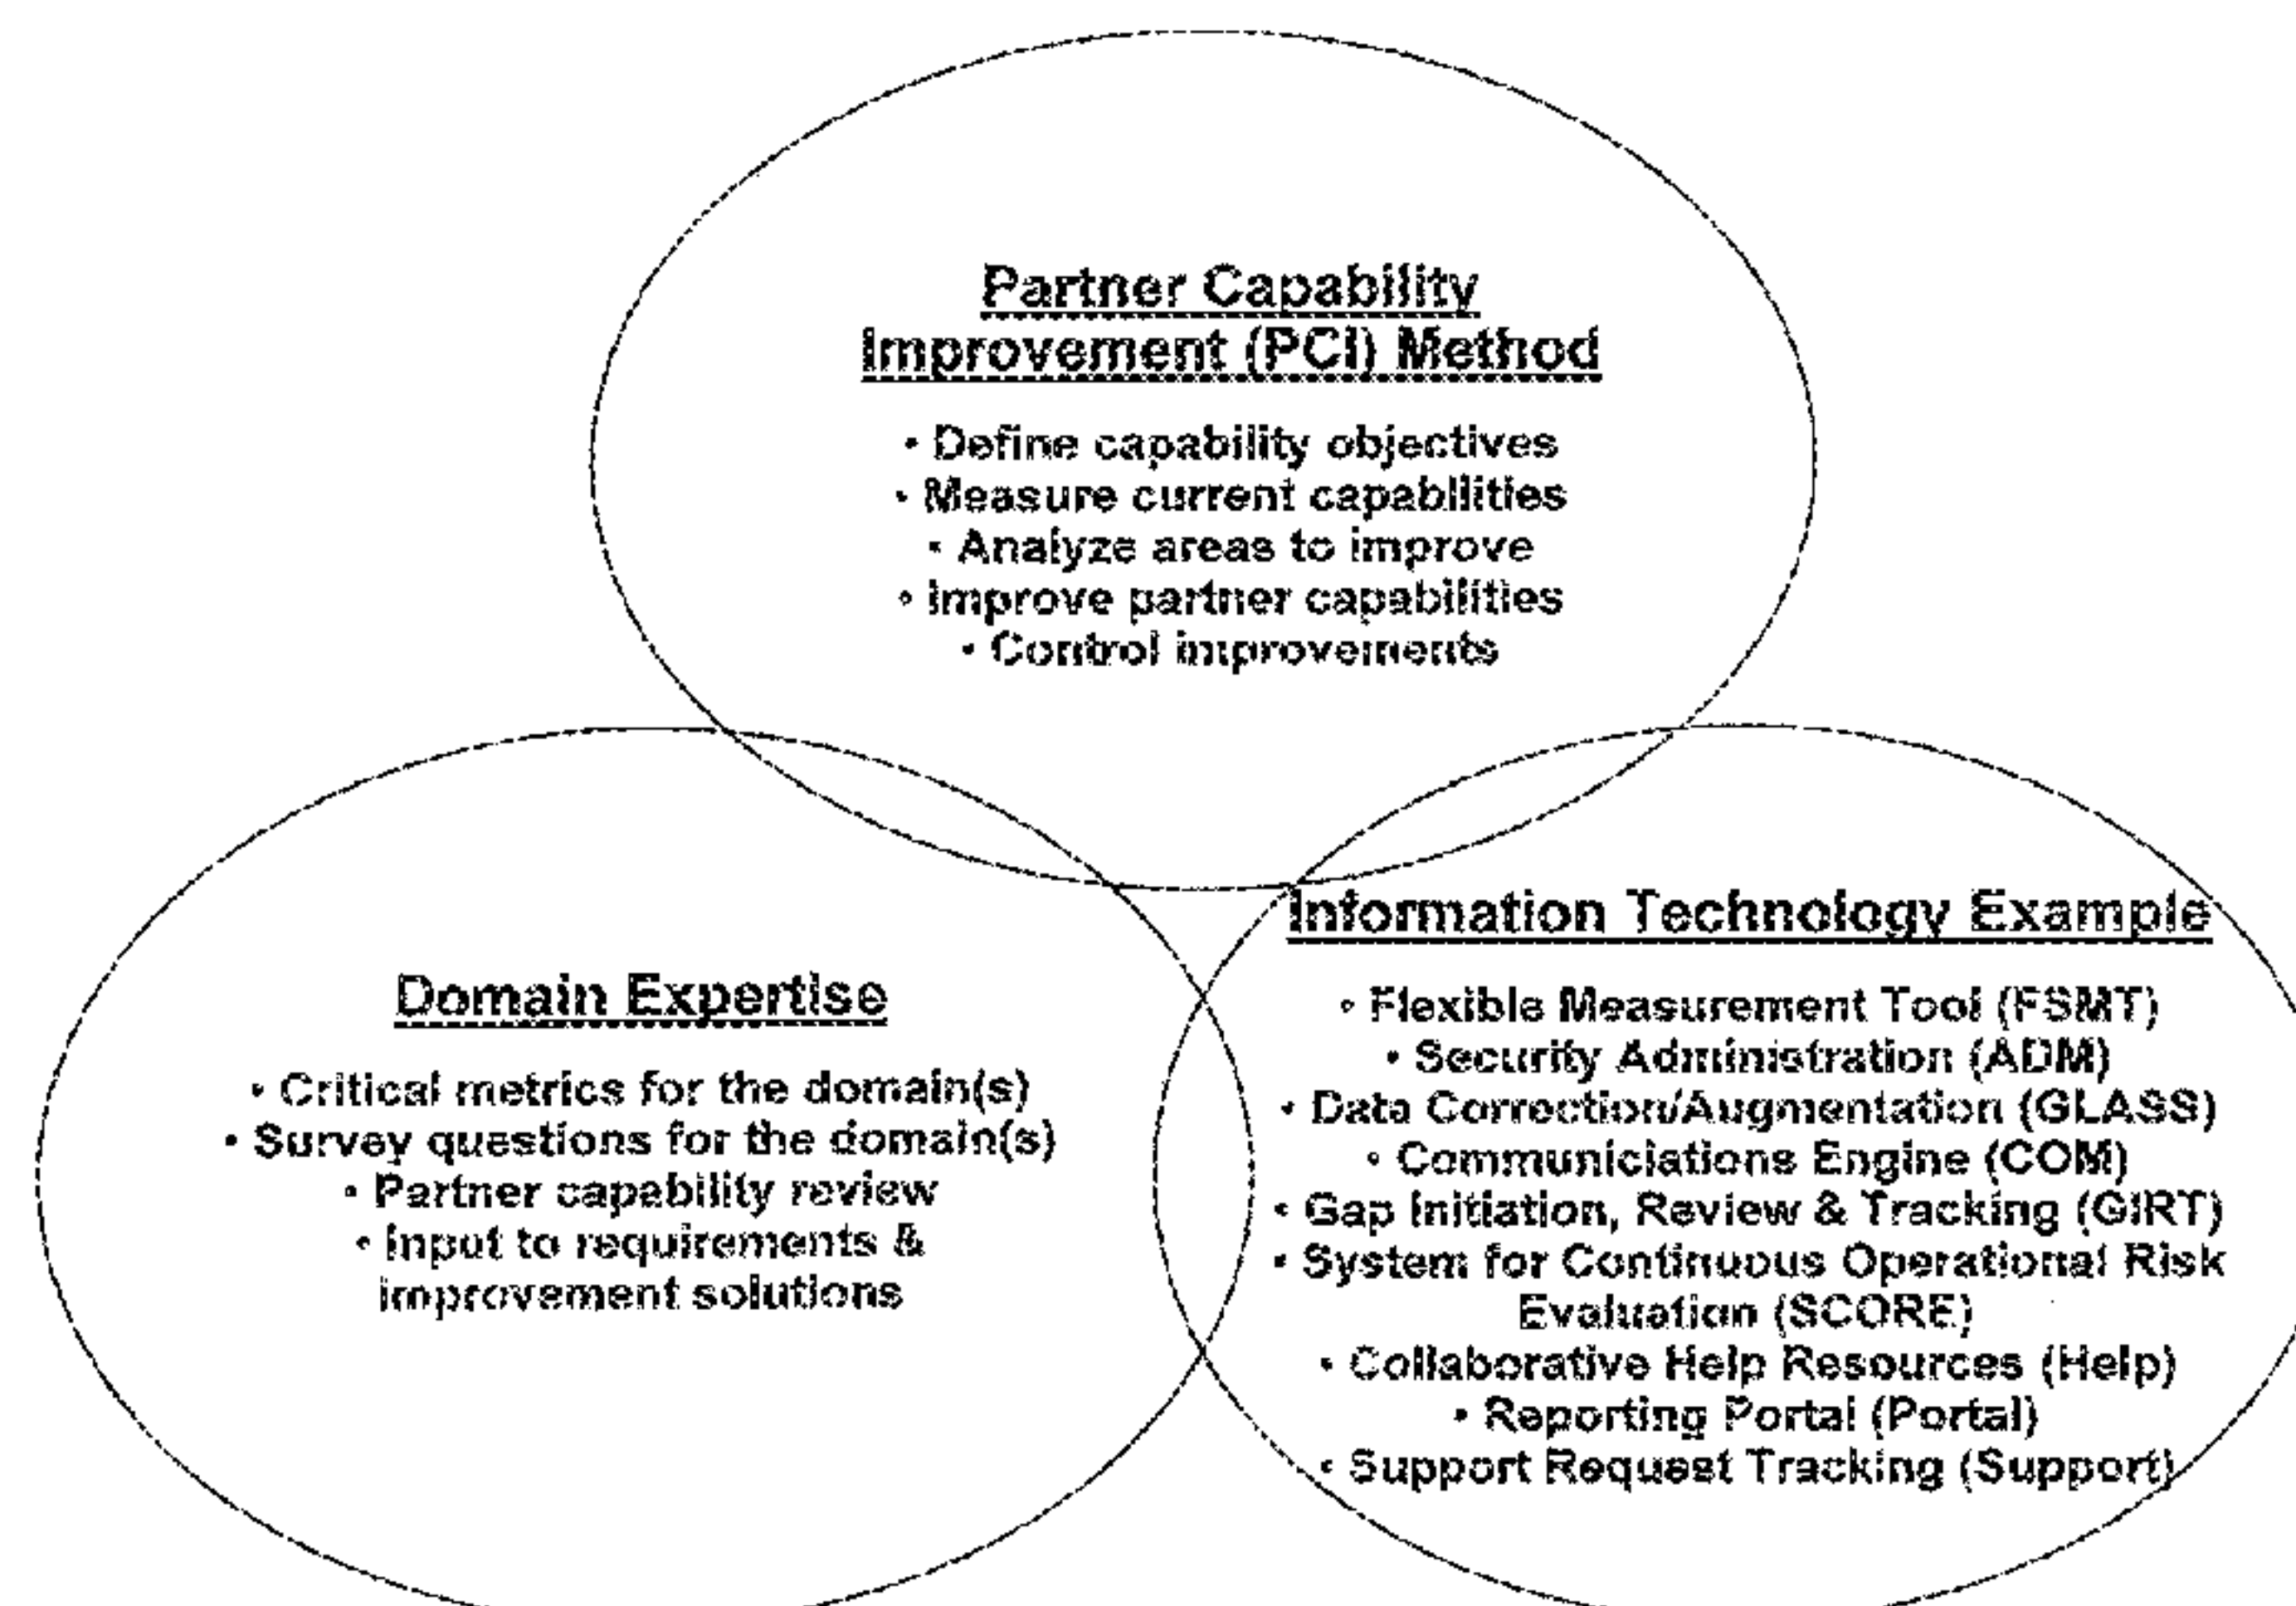 Partner Capability
Improvement (PCI) Method
• Define capability objectives
• Measure current capabilities
• Analyze areas to improve
• Improve partner capabilities
• Control improvements
Domain Expertise
• Critical metrics for the domain(s)
• Survey questions for the domain(s)
• Partner capability review
• Input to requirements &
improvement solutions
Information Technology Example
• Flexible Measurement Tool (FSMT)
• Security Administration (ADM)
• Data Correction/Augmentation (GLASS)
• Communiciations Engine (COM)
• Gap Initiation, Review & Tracking (GIRT)
• System for Continuous Operational Risk
Evaluation (SCORE)
• Collaborative Help Resources (Help)
• Reporting Portal (Portal)
• Support Request Tracking (Support)